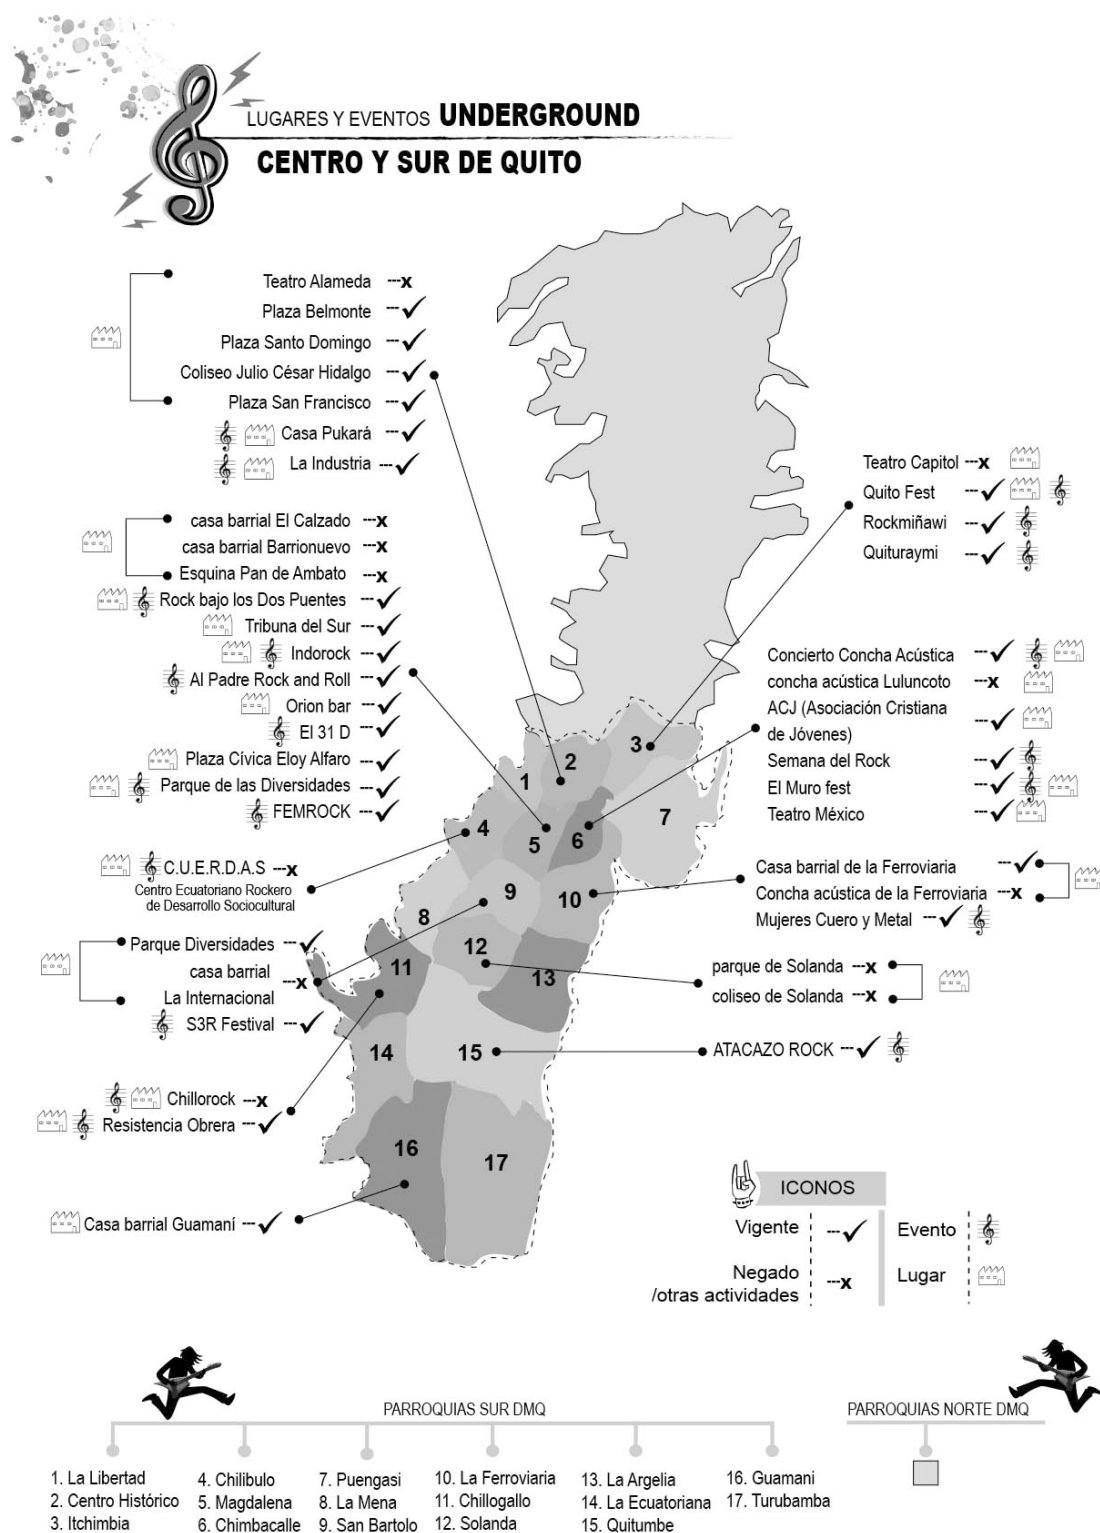 LUGARES Y EVENTOS UNDERGROUND
CENTRO Y SUR DE QUITO
Teatro Alameda ---x
Plaza Belmonte ---✓
Plaza Santo Domingo ---✓
Coliseo Julio César Hidalgo ---✓
Plaza San Francisco ---✓
Casa Pukará ---✓
La Industria ---✓
casa barrial El Calzado ---x
casa barrial Barrionuevo ---x
Esquina Pan de Ambato ---x
Rock bajo los Dos Puentes ---✓
Tribuna del Sur ---✓
Indorock ---✓
Al Padre Rock and Roll ---✓
Orion bar ---✓
El 31 D ---✓
Plaza Cívica Eloy Alfaro ---✓
Parque de las Diversidades ---✓
FEMROCK ---✓
C.U.E.R.D.A.S ---x
Centro Ecuatoriano Rockero
de Desarrollo Sociocultural
Parque Diversidades ---✓
casa barrial
La Internacional ---x
S3R Festival ---✓
Chillorock ---x
Resistencia Obrera ---✓
Casa barrial Guamaní ---✓
Teatro Capitol ---x
Quito Fest ---✓
Rockmiñawi ---✓
Quituraymi ---✓
Concierto Concha Acústica ---✓
concha acústica Luluncoto ---x
ACJ (Asociación Cristiana
de Jóvenes) ---✓
Semana del Rock ---✓
El Muro fest ---✓
Teatro México ---✓
Casa barrial de la Ferroviaria ---✓
Concha acústica de la Ferroviaria ---x
Mujeres Cuero y Metal ---✓
parque de Solanda ---x
coliseo de Solanda ---x
ATACAZO ROCK ---✓
1
2
3
4
5
6
7
8
9
10
11
12
13
14
15
16
17
ICONOS
Vigente ---✓
Evento
Negado
/otras actividades ---x
Lugar
PARROQUIAS SUR DMQ
PARROQUIAS NORTE DMQ
1. La Libertad
2. Centro Histórico
3. Itchimbia
4. Chilibulo
5. Magdalena
6. Chimbacalle
7. Puengasi
8. La Mena
9. San Bartolo
10. La Ferroviaria
11. Chillogallo
12. Solanda
13. La Argelia
14. La Ecuatoriana
15. Quitumbe
16. Guamani
17. Turubamba